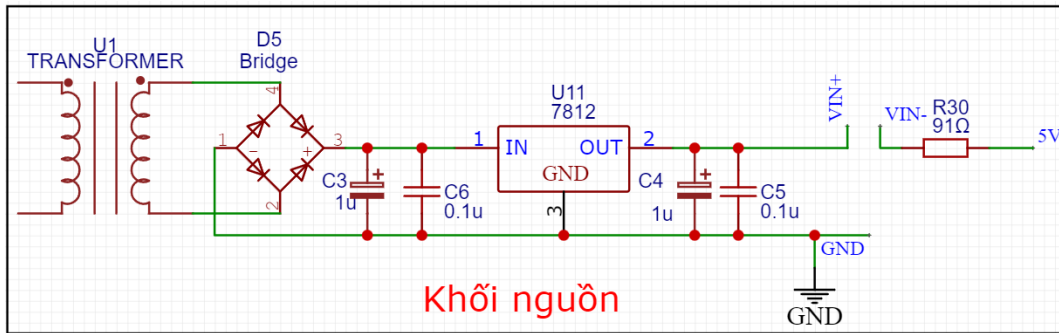 U1
TRANSFORMER
D5
Bridge
4
1
-
+
3
2
C3
+
1u
C6
0.1u
U11
7812
1
IN
OUT
2
GND
3
C4
+
1u
C5
0.1u
VIN+
VIN-
R30
91Ω
5V
GND
GND
Khối nguồn